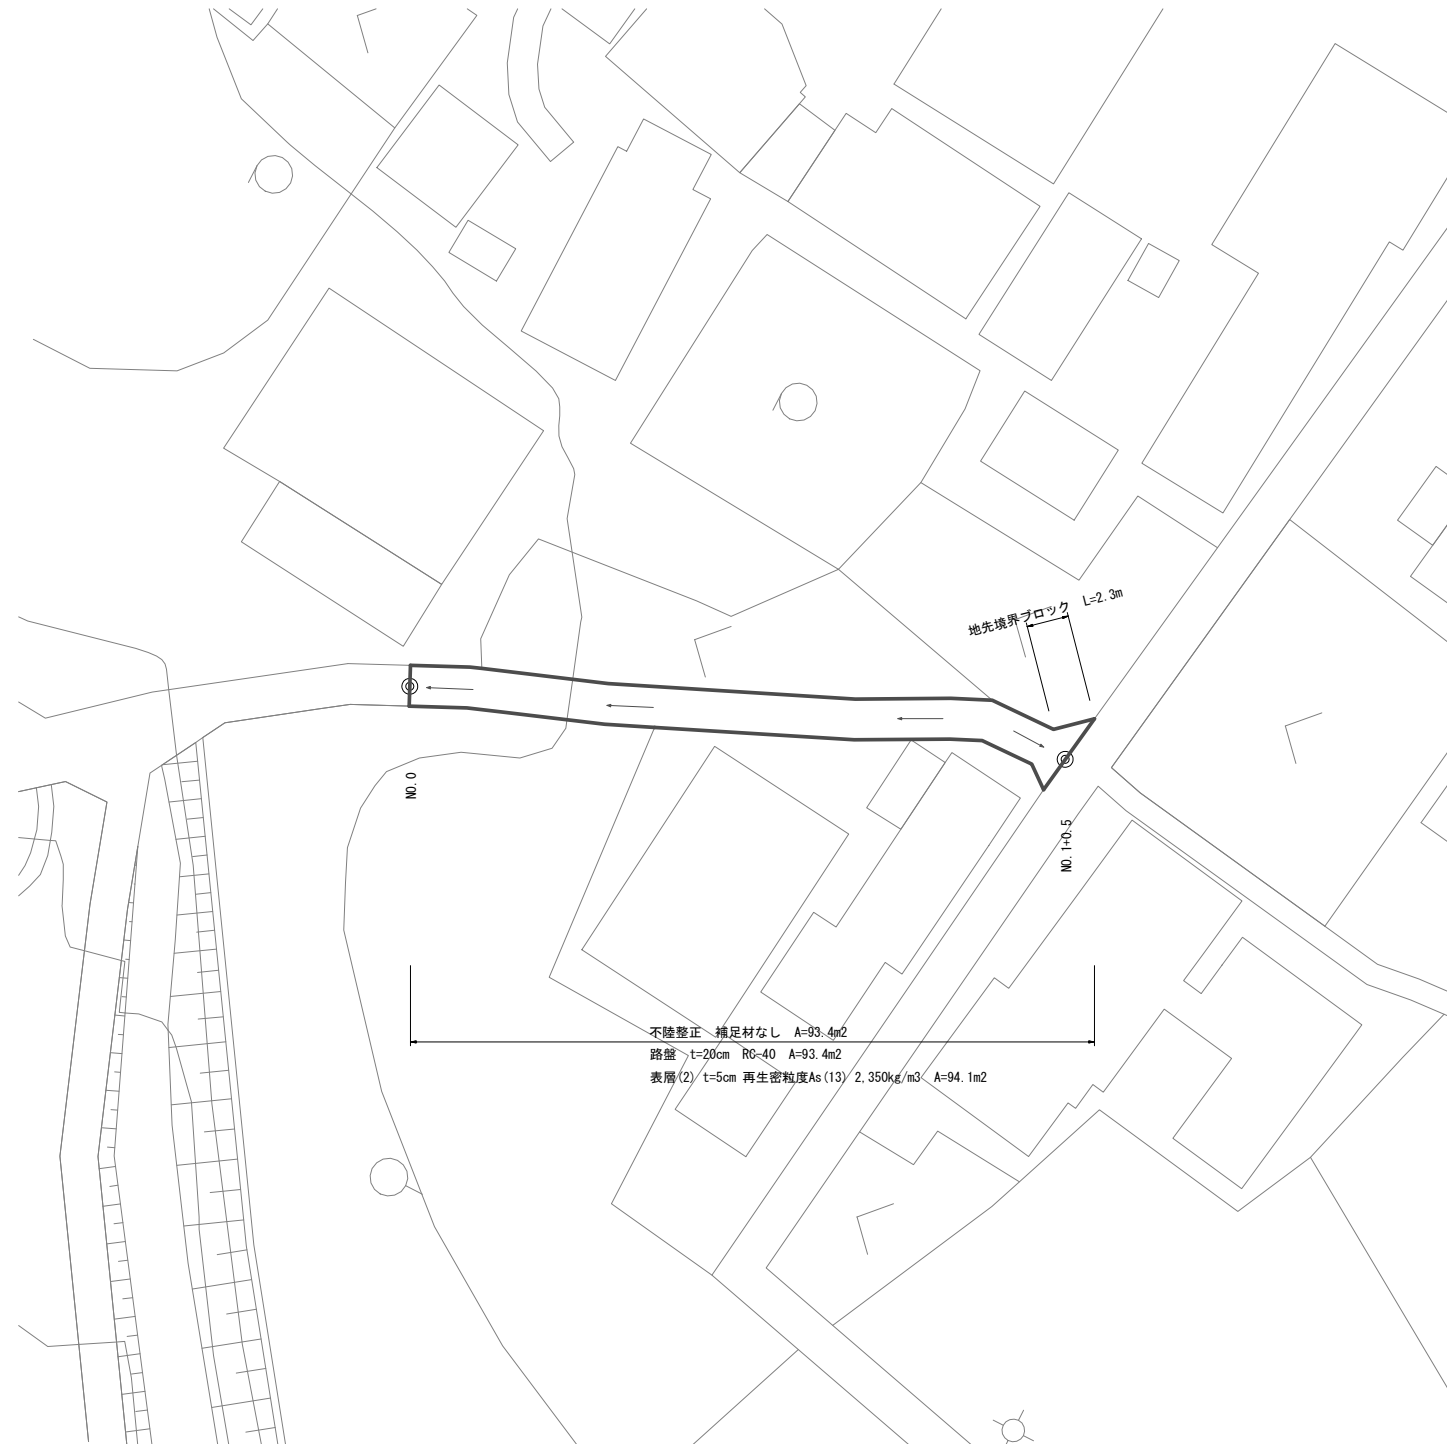 地先境界ブロック　L=2.3m
NO.0
NO.1+0.5
不陸整正　補足材なし　A=93.4m2
路盤　t=20cm　RC-40　A=93.4m2
表層(2) t=5cm 再生密粒度As(13) 2,350kg/m3　A=94.1m2